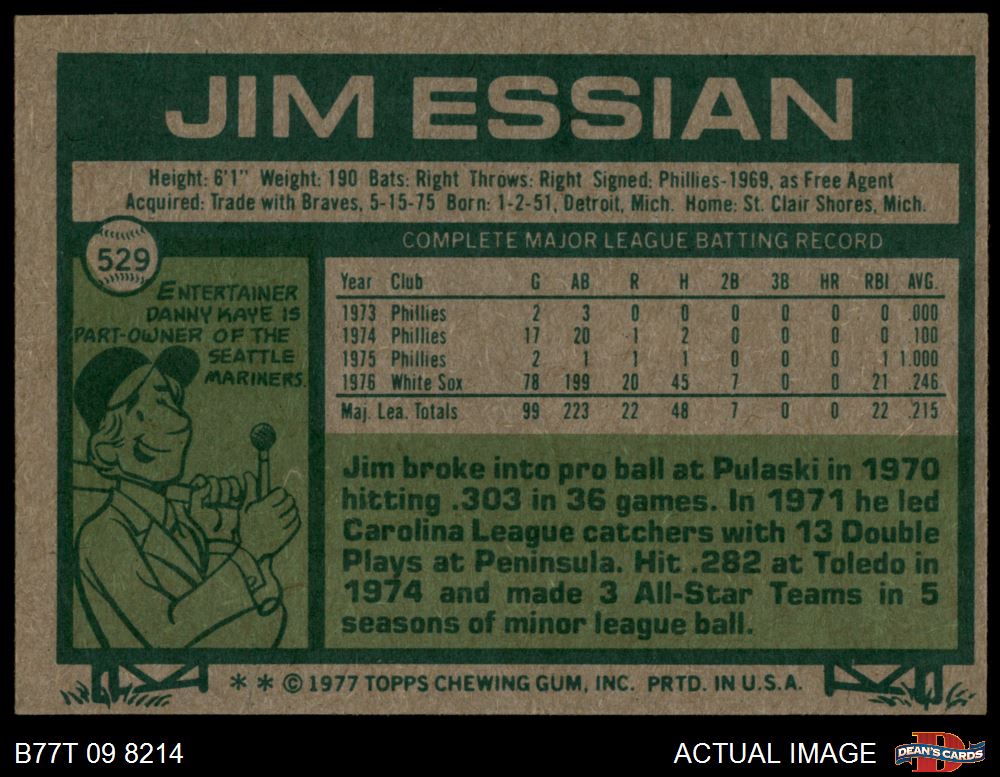 JIM ESSIAN
Height: 6'1" Weight: 190 Bats: Right Throws: Right Signed: Phillies-1969, as Free Agent
Acquired: Trade with Braves, 5-15-75 Born: 1-2-51, Detroit, Mich. Home: St. Clair Shores, Mich.
529
ENTERTAINER
DANNY KAYE IS
PART-OWNER OF THE
SEATTLE
MARINERS.
COMPLETE MAJOR LEAGUE BATTING RECORD
Year Club G AB R H 2B 3B HR RBI AVG.
1973 Phillies 2 3 0 0 0 0 0 0 .000
1974 Phillies 17 20 1 2 0 0 0 0 .100
1975 Phillies 2 1 1 1 0 0 0 1 1.000
1976 White Sox 78 199 20 45 7 0 0 21 .246
Maj. Lea. Totals 99 223 22 48 7 0 0 22 .215
Jim broke into pro ball at Pulaski in 1970
hitting .303 in 36 games. In 1971 he led
Carolina League catchers with 13 Double
Plays at Peninsula. Hit .282 at Toledo in
1974 and made 3 All-Star Teams in 5
seasons of minor league ball.
* * © 1977 TOPPS CHEWING GUM, INC. PRTD. IN U.S.A.
B77T 09 8214
ACTUAL IMAGE
D
DEAN'S CARDS